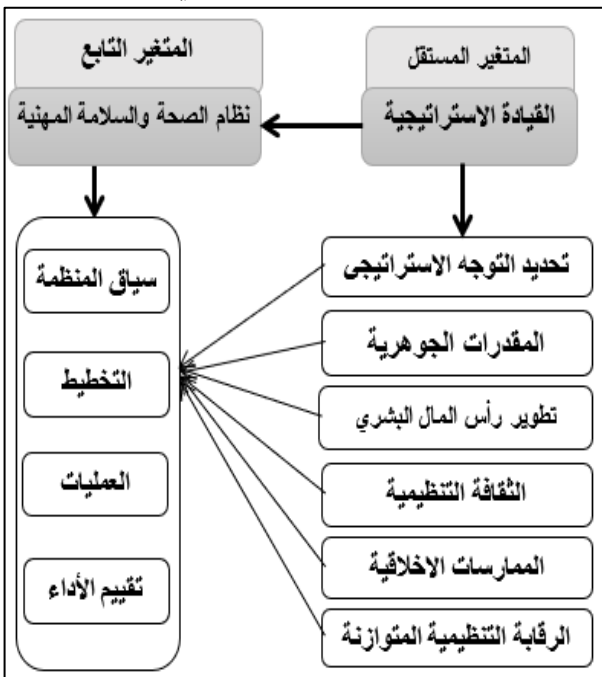 المتغير المستقل
القيادة الاستراتيجية
المتغير التابع
نظام الصحة والسلامة المهنية
تحديد التوجه الاستراتيجي
المقدرات الجوهرية
تطوير رأس المال البشري
الثقافة التنظيمية
الممارسات الاخلاقية
الرقابة التنظيمية المتوازنة
سياق المنظمة
التخطيط
العمليات
تقييم الأداء